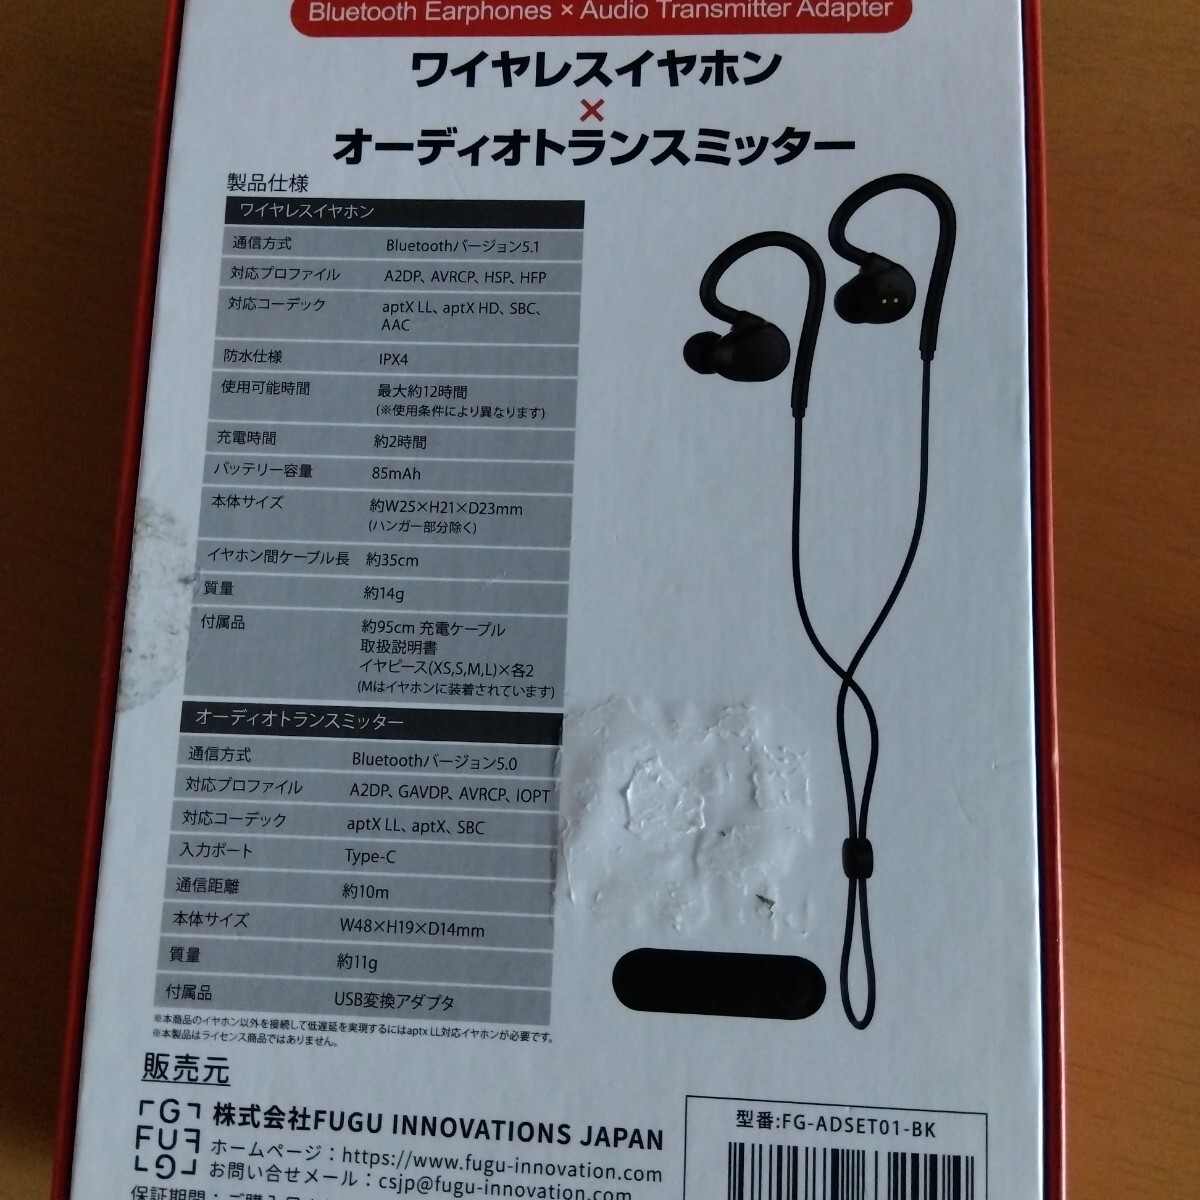 Bluetooth Earphones × Audio Transmitter Adapter
ワイヤレスイヤホン
×
オーディオトランスミッター
製品仕様
ワイヤレスイヤホン
通信方式 Bluetoothバージョン5.1
対応プロファイル A2DP、AVRCP、HSP、HFP
対応コーデック aptX LL、aptX HD、SBC、
AAC
防水仕様 IPX4
使用可能時間 最大約12時間
(※使用条件により異なります)
充電時間 約2時間
バッテリー容量 85mAh
本体サイズ 約W25×H21×D23mm
(ハンガー部分除く)
イヤホン間ケーブル長 約35cm
質量 約14g
付属品 約95cm 充電ケーブル
取扱説明書
イヤピース(XS,S,M,L)×各2
(Mはイヤホンに装着されています)
オーディオトランスミッター
通信方式 Bluetoothバージョン5.0
対応プロファイル A2DP、GAVDP、AVRCP、IOPT
対応コーデック aptX LL、aptX、SBC
入力ポート Type-C
通信距離 約10m
本体サイズ W48×H19×D14mm
質量 約11g
付属品 USB変換アダプタ
※本商品のイヤホン以外を接続して低遅延を実現するにはaptx LL対応イヤホンが必要です。
※本製品はライセンス商品ではありません。
販売元
FUGU
株式会社FUGU INNOVATIONS JAPAN
ホームページ：https://www.fugu-innovation.com
お問い合せメール：csjp@fugu-innovations.com
型番:FG-ADSET01-BK